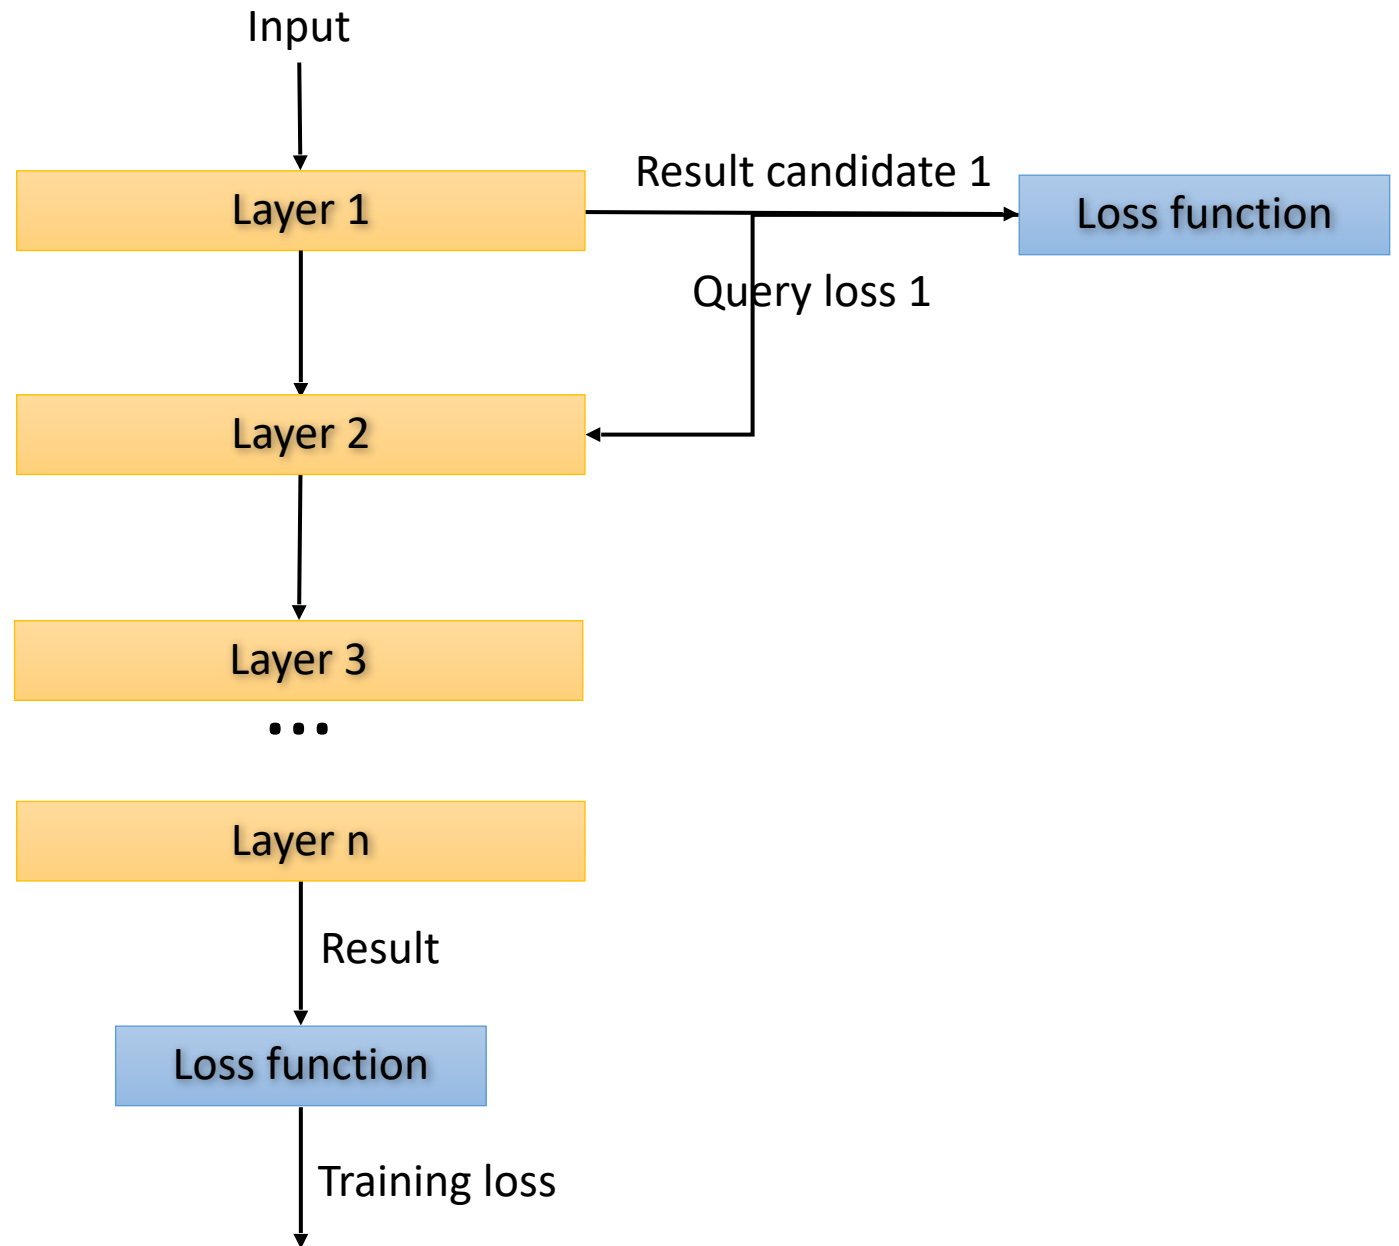 Input
Layer 1
Result candidate 1
Loss function
Query loss 1
Layer 2
Layer 3
...
Layer n
Result
Loss function
Training loss